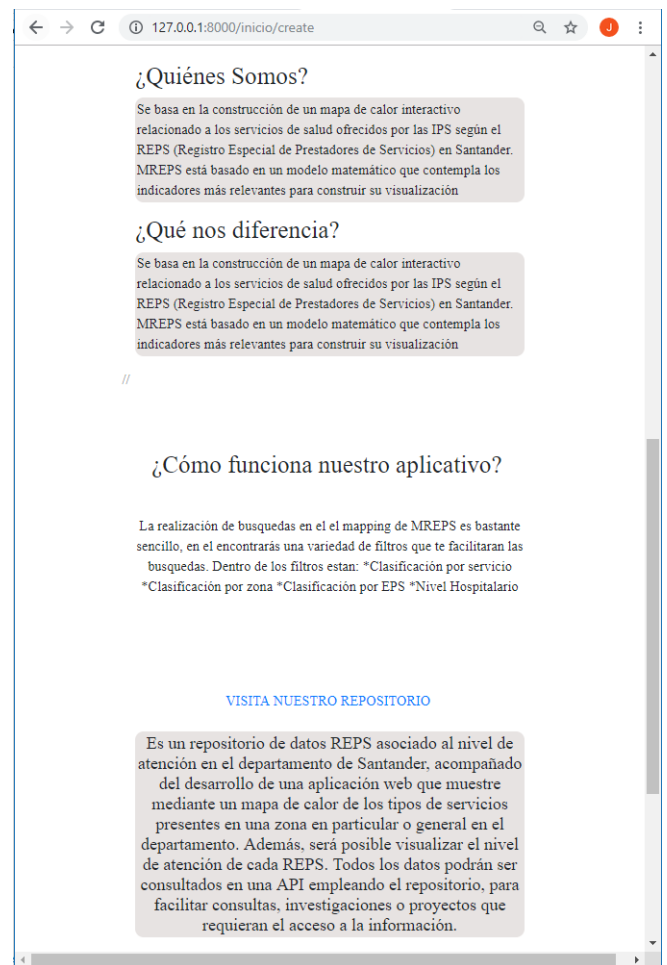 127.0.0.1:8000/inicio/create
J
¿Quiénes Somos?
Se basa en la construcción de un mapa de calor interactivo
relacionado a los servicios de salud ofrecidos por las IPS según el
REPS (Registro Especial de Prestadores de Servicios) en Santander.
MREPS está basado en un modelo matemático que contempla los
indicadores más relevantes para construir su visualización
¿Qué nos diferencia?
Se basa en la construcción de un mapa de calor interactivo
relacionado a los servicios de salud ofrecidos por las IPS según el
REPS (Registro Especial de Prestadores de Servicios) en Santander.
MREPS está basado en un modelo matemático que contempla los
indicadores más relevantes para construir su visualización
//
¿Cómo funciona nuestro aplicativo?
La realización de busquedas en el el mapping de MREPS es bastante
sencillo, en el encontrarás una variedad de filtros que te facilitaran las
busquedas. Dentro de los filtros estan: *Clasificación por servicio
*Clasificación por zona *Clasificación por EPS *Nivel Hospitalario
VISITA NUESTRO REPOSITORIO
Es un repositorio de datos REPS asociado al nivel de
atención en el departamento de Santander, acompañado
del desarrollo de una aplicación web que muestre
mediante un mapa de calor de los tipos de servicios
presentes en una zona en particular o general en el
departamento. Además, será posible visualizar el nivel
de atención de cada REPS. Todos los datos podrán ser
consultados en una API empleando el repositorio, para
facilitar consultas, investigaciones o proyectos que
requieran el acceso a la información.